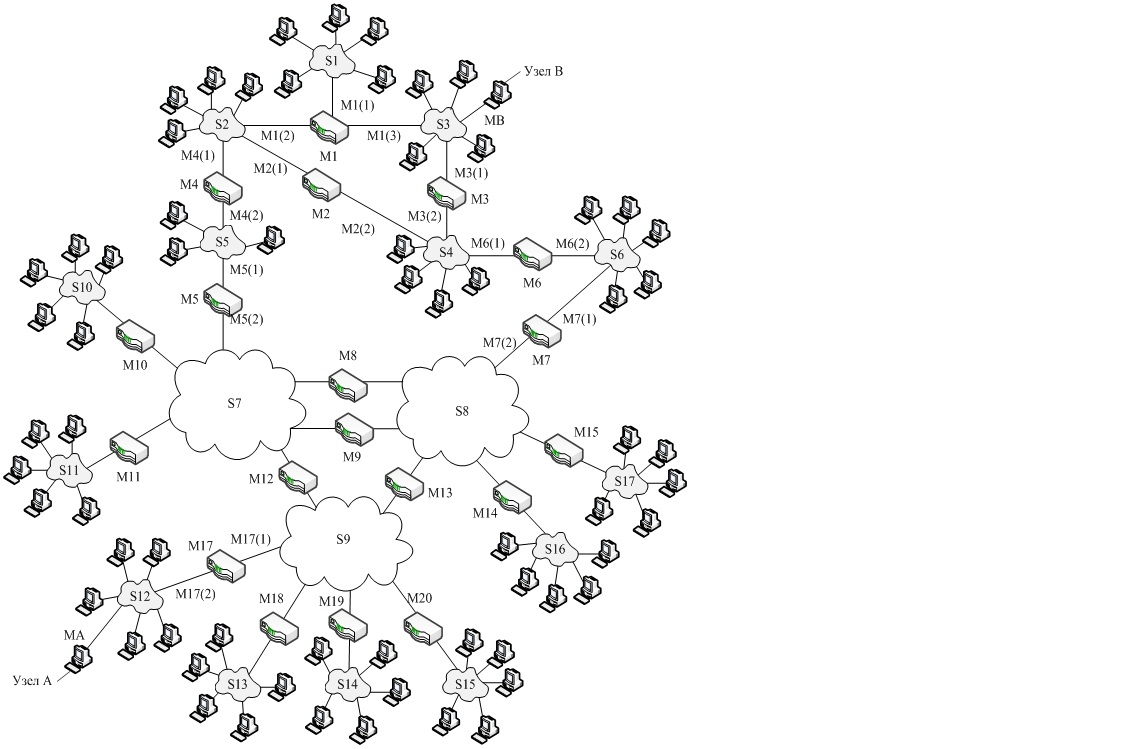 S1
Узел B
M1(1)
MB
S2
M1(2)
M1(3)
S3
M1
M4(1)
M2(1)
M3(1)
M4
M2
M3
M4(2)
M3(2)
M2(2)
S5
S4
M6(1)
M6(2)
S6
M5(1)
M6
S10
M5
M5(2)
M7(1)
M7(2)
M7
M10
M8
S7
S8
M15
M9
M11
S11
M12
M13
S17
M14
M17
M17(1)
S9
S16
M17(2)
S12
M18
M19
M20
MA
Узел A
S13
S14
S15